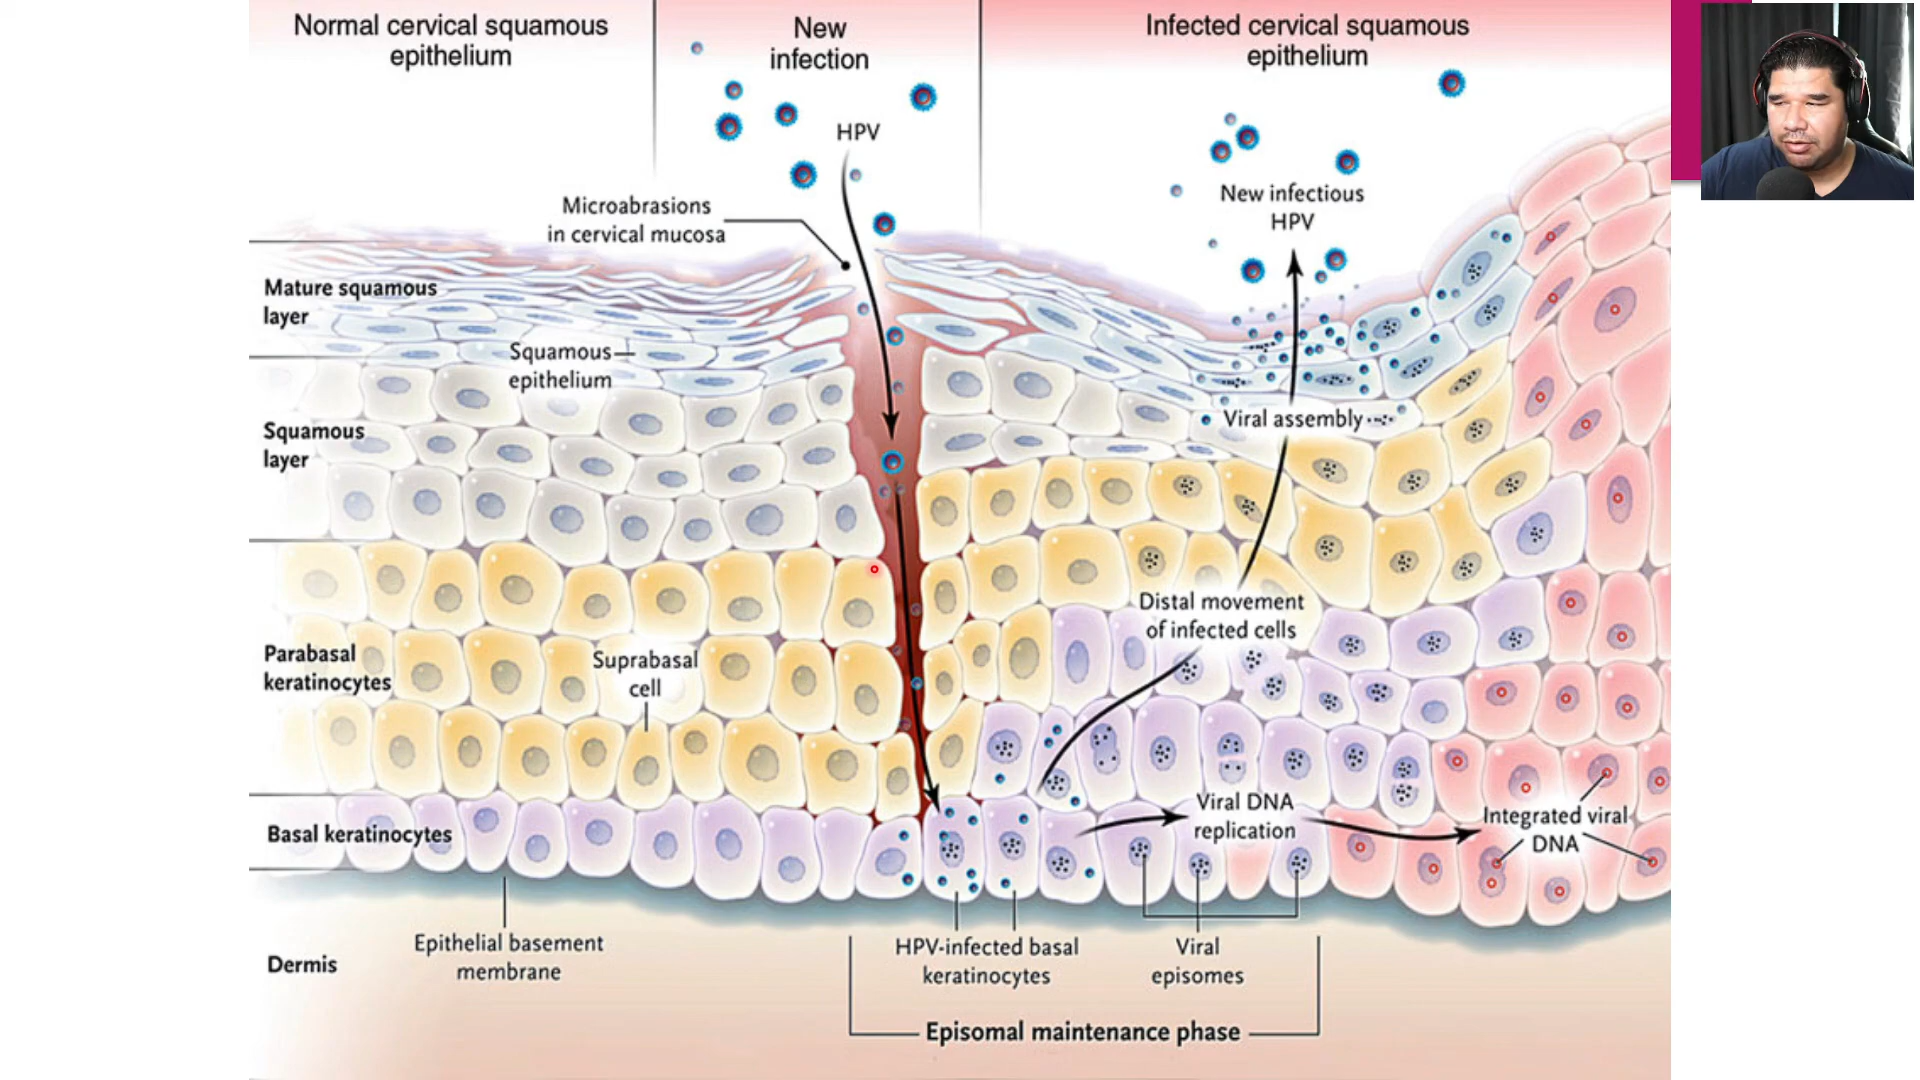 Normal cervical squamous
epithelium
New
infection
Infected cervical squamous
epithelium
HPV
Microabrasions
in cervical mucosa
New infectious
HPV
Mature squamous
layer
Squamous
epithelium
Squamous
layer
Viral assembly
Distal movement
of infected cells
Parabasal
keratinocytes
Suprabasal
cell
Viral DNA
replication
Integrated viral
DNA
Basal keratinocytes
Epithelial basement
membrane
HPV-infected basal
keratinocytes
Viral
episomes
Dermis
Episomal maintenance phase